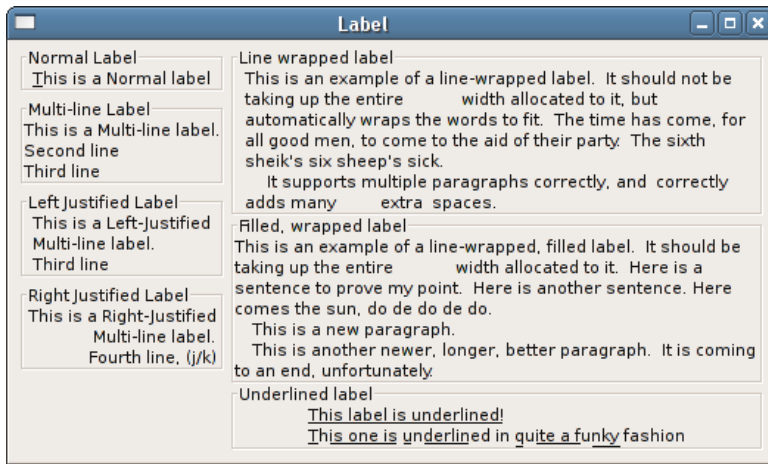 Label
Normal Label
This is a Normal label
Multi-line Label
This is a Multi-line label.
Second line
Third line
Left Justified Label
This is a Left-Justified
Multi-line label.
Third line
Right Justified Label
This is a Right-Justified
Multi-line label.
Fourth line, (j/k)
Line wrapped label
This is an example of a line-wrapped label.  It should not be
taking up the entire             width allocated to it, but
automatically wraps the words to fit.  The time has come, for
all good men, to come to the aid of their party.  The sixth
sheik's six sheep's sick.
     It supports multiple paragraphs correctly, and  correctly
adds many          extra  spaces.
Filled, wrapped label
This is an example of a line-wrapped, filled label.  It should be
taking up the entire              width allocated to it.  Here is a
sentence to prove my point.  Here is another sentence. Here
comes the sun, do de do de do.
    This is a new paragraph.
    This is another newer, longer, better paragraph.  It is coming
to an end, unfortunately.
Underlined label
This label is underlined!
This one is underlined in quite a funky fashion